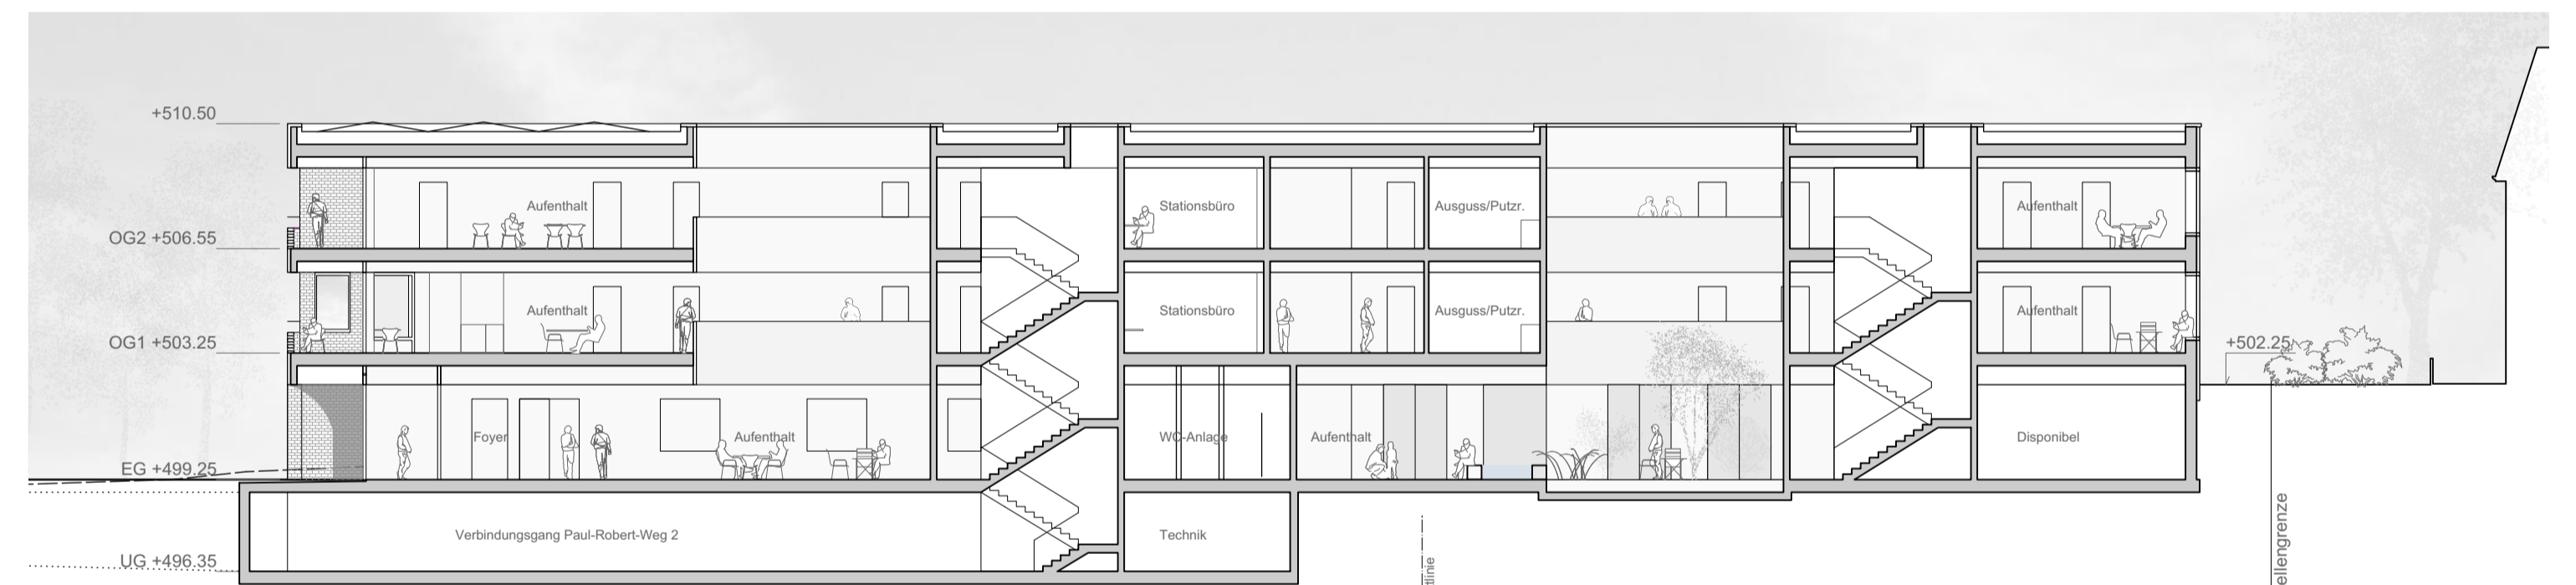 +510.50
Aufenthalt
Stationsbüro
Ausguss/Putzr.
Aufenthalt
OG2 +506.55
Aufenthalt
Stationsbüro
Ausguss/Putzr.
Aufenthalt
OG1 +503.25
+502.25
Foyer
Aufenthalt
WC-Anlage
Aufenthalt
Disponibel
EG +499.25
Verbindungsgang Paul-Robert-Weg 2
Technik
UG +496.35